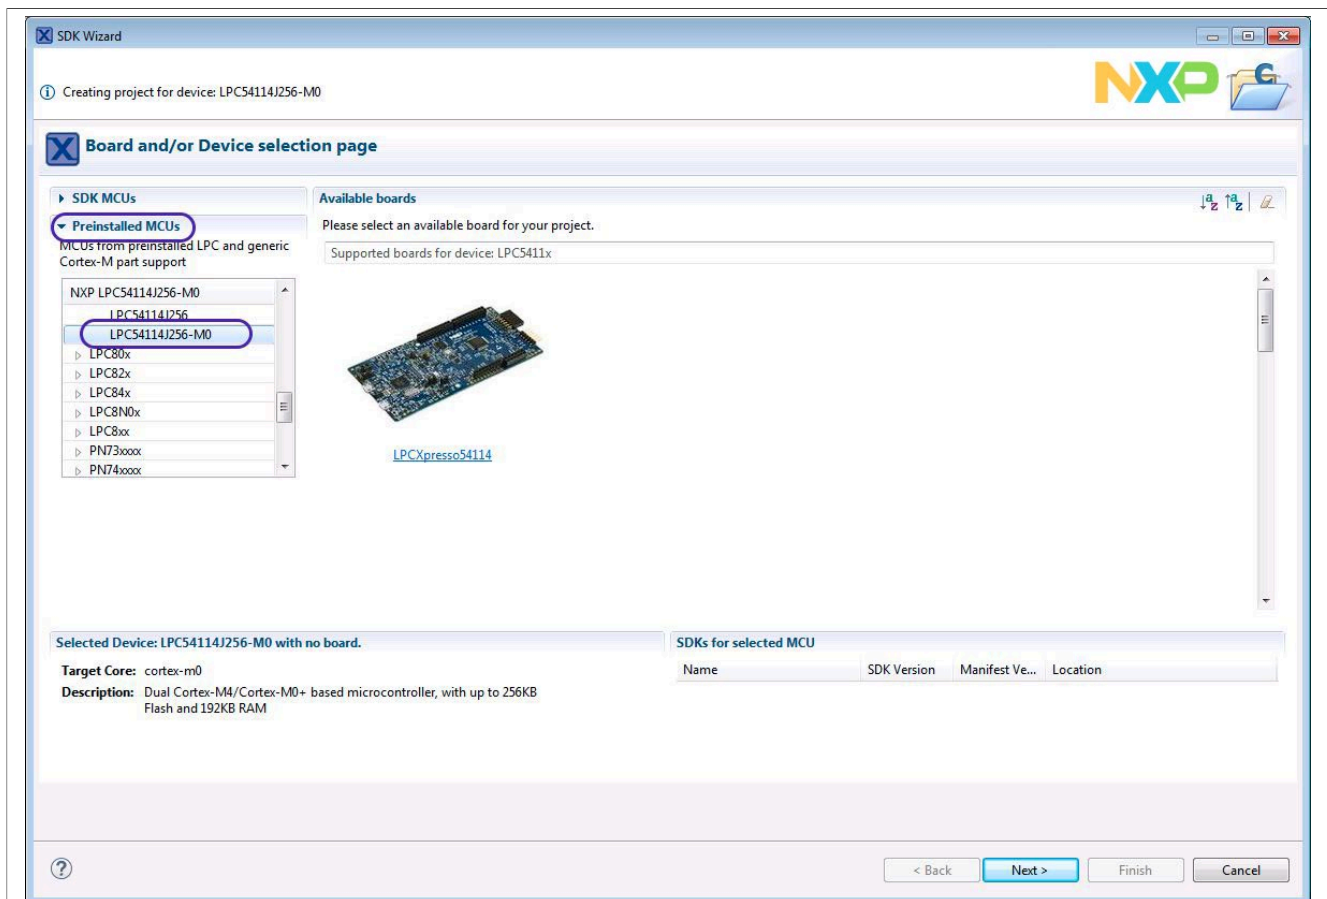 SDK Wizard
Creating project for device: LPC54114J256-M0
NXP
Board and/or Device selection page
SDK MCUs
Preinstalled MCUs
MCUs from preinstalled LPC and generic
Cortex-M part support
NXP LPC54114J256-M0
LPC54114J256
LPC54114J256-M0
LPC80x
LPC82x
LPC84x
LPC8N0x
LPC8xx
PN73xxxx
PN74xxxx
Available boards
Please select an available board for your project.
Supported boards for device: LPC5411x
LPCXpresso54114
Selected Device: LPC54114J256-M0 with no board.
Target Core: cortex-m0
Description: Dual Cortex-M4/Cortex-M0+ based microcontroller, with up to 256KB
Flash and 192KB RAM
SDKs for selected MCU
Name SDK Version Manifest Ve... Location
< Back Next > Finish Cancel